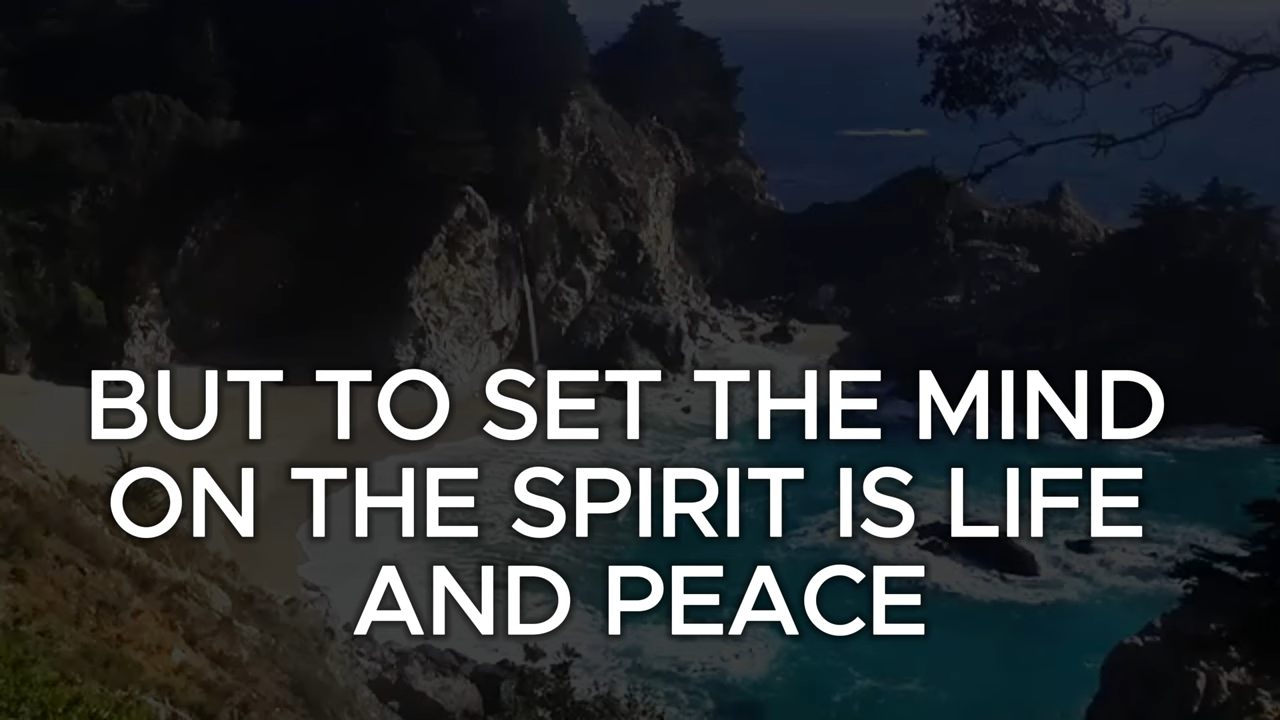 BUT TO SET THE MIND
ON THE SPIRIT IS LIFE
AND PEACE